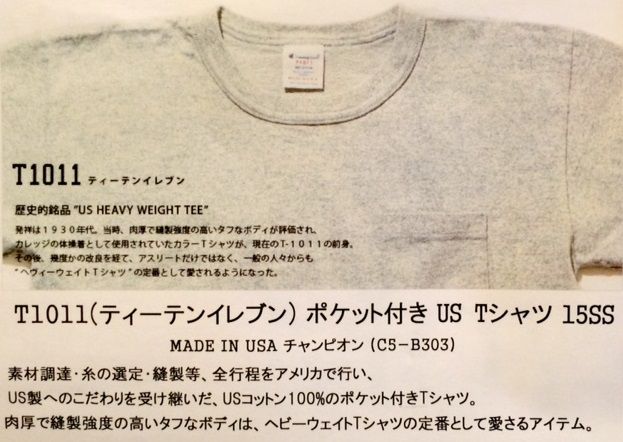 Champion
T1011 ティーテンイレブン
歴史的銘品"US HEAVY WEIGHT TEE"
発祥は1930年代。当時、肉厚で縫製強度の高いタフなボディが評価され、
カレッジの体操着として使用されていたカラーTシャツが、現在のT-1011の前身。
その後、幾度かの改良を経て、アスリートだけではなく、一般の人々からも
"ヘヴィーウェイトTシャツ"の定番として愛されるようになった。
T1011(ティーテンイレブン) ポケット付き US Tシャツ 15SS
MADE IN USA チャンピオン (C5-B303)
素材調達・糸の選定・縫製等、全行程をアメリカで行い、
US製へのこだわりを受け継いだ、USコットン100%のポケット付きTシャツ。
肉厚で縫製強度の高いタフなボディは、ヘビーウェイトTシャツの定番として愛さるアイテム。